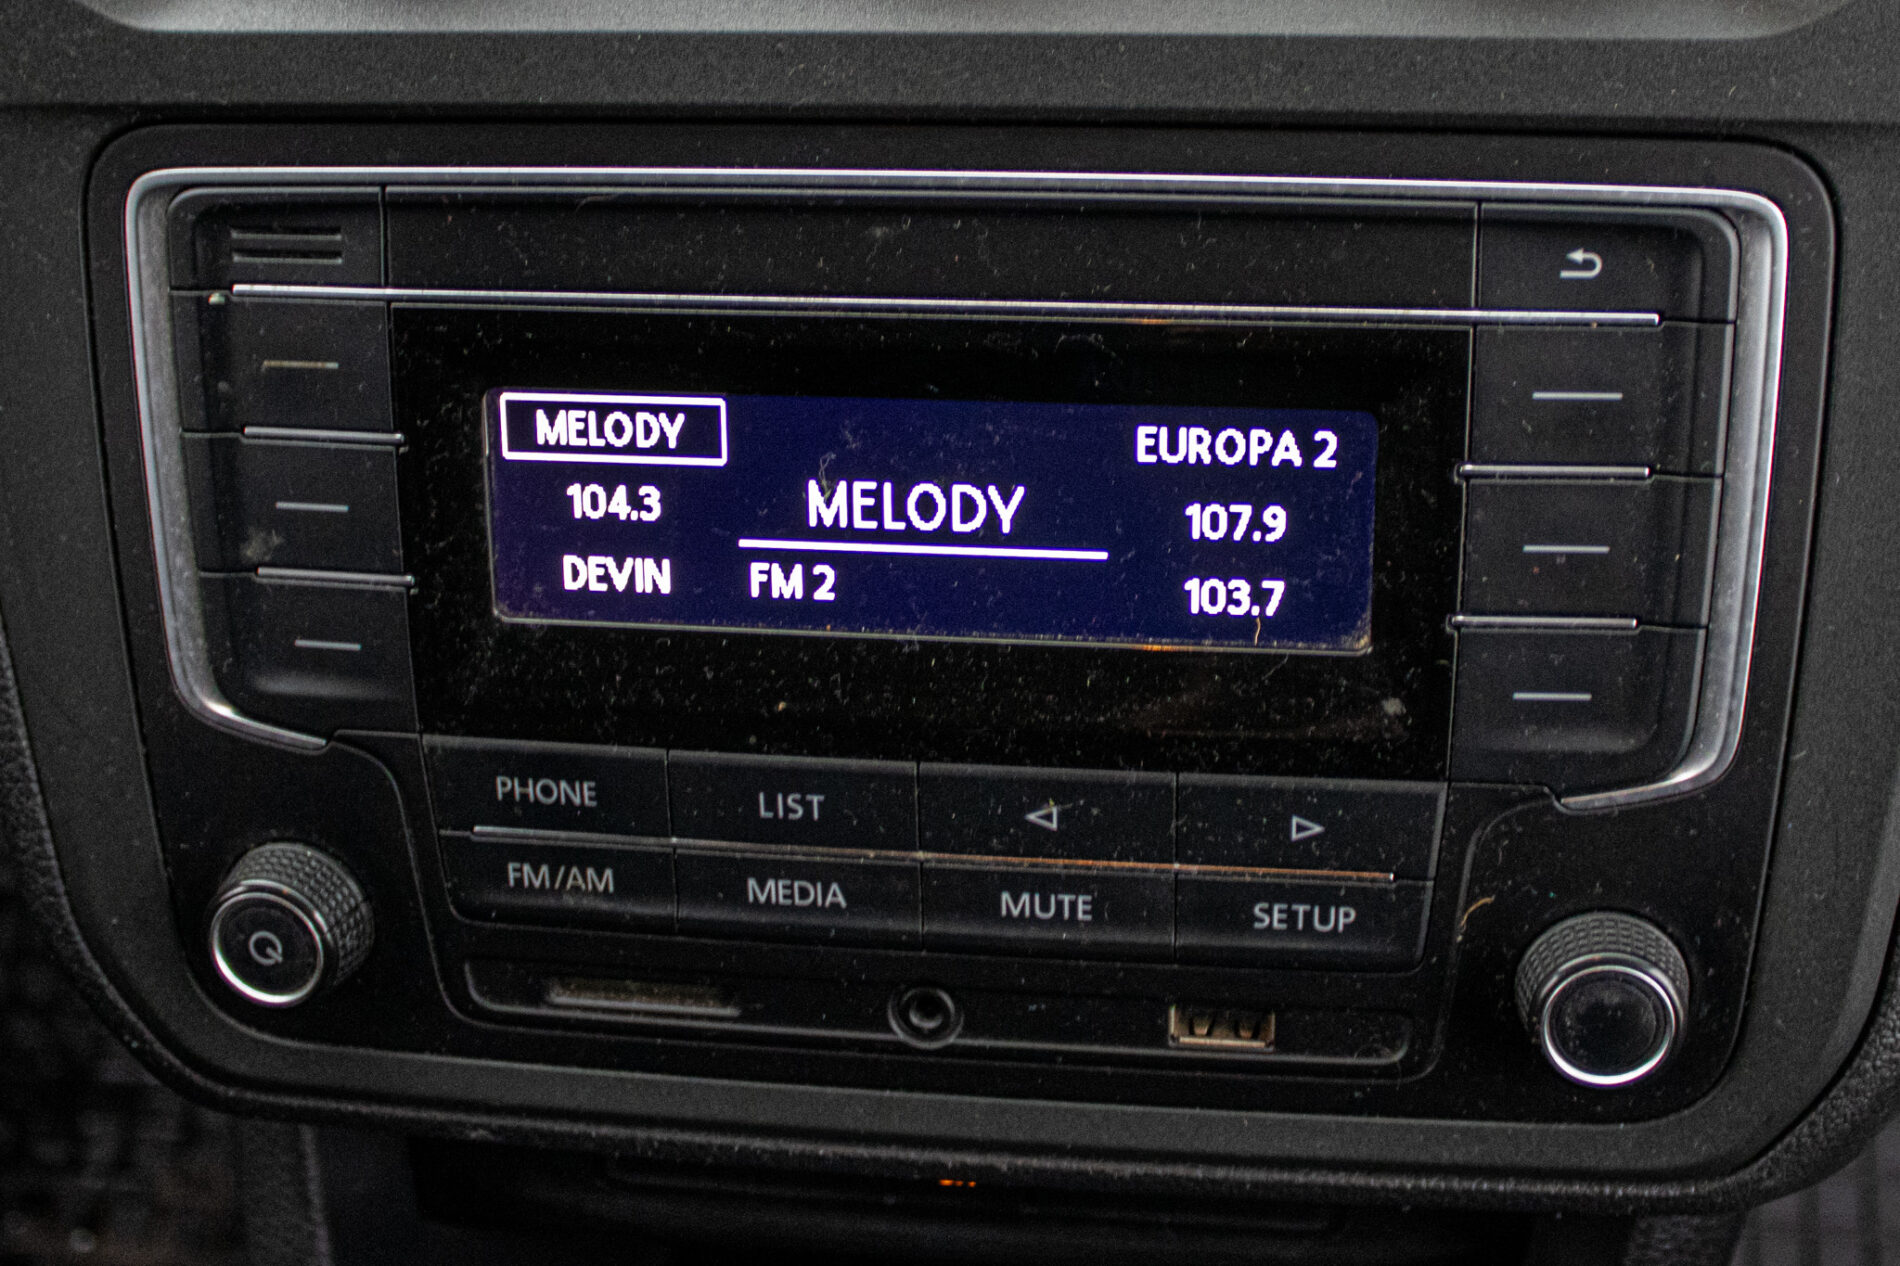 MELODY
EUROPA 2
104.3
MELODY
107.9
DEVIN
FM 2
103.7
PHONE
LIST
FM/AM
MEDIA
MUTE
SETUP